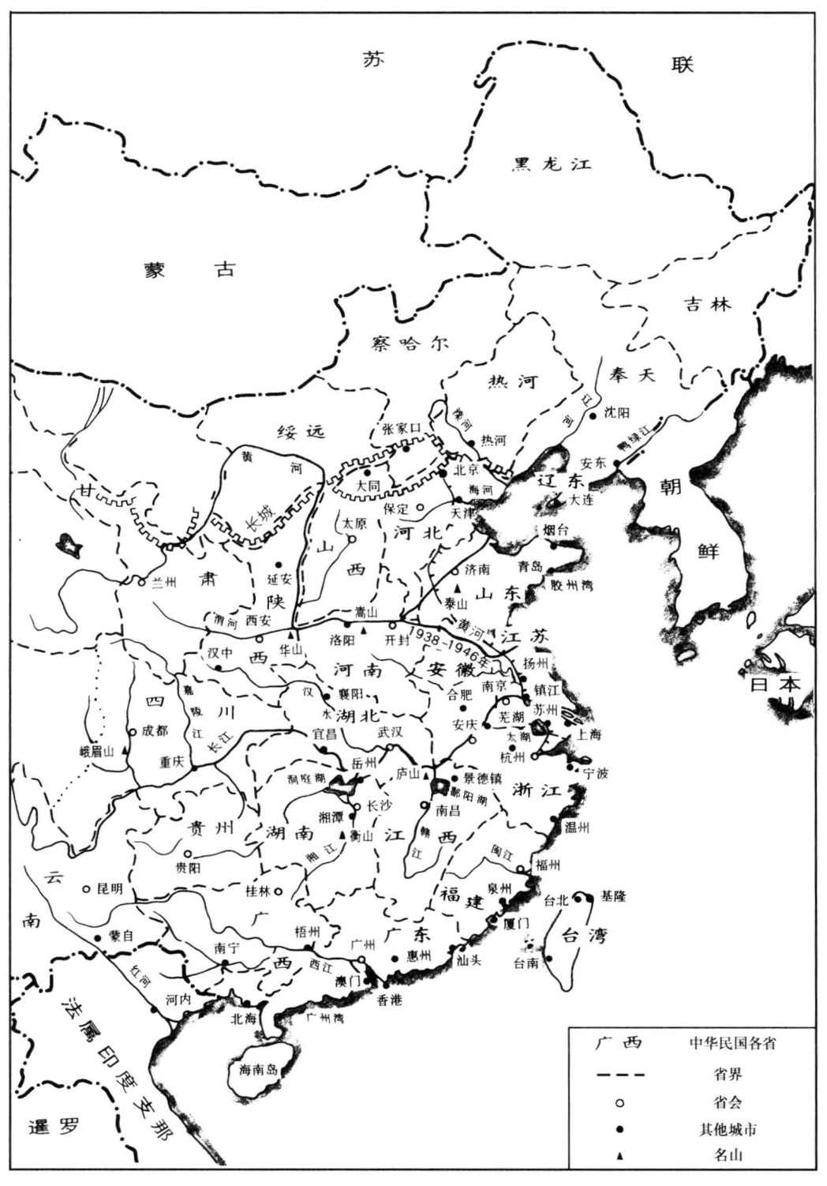 苏 联
黑龙江
蒙 古
吉林
察哈尔
热河
奉天
辽河
沈阳
绥远
张家口
滦河
热河
鸭绿江
黄 河
北京
安东
辽东
朝鲜
大同
海河
大连
甘肃
长城
保定
天津
太原
河北
烟台
山西
济南
青岛
胶州湾
兰州
延安
泰山
山东
陕西
嵩山
渭河
西安
华山
洛阳
开封
黄河
1938-1946年
江苏
汉中
河南
安徽
扬州
日本
四川
嘉陵江
汉水
襄阳
合肥
南京
镇江
湖北
芜湖
苏州
成都
长江
宜昌
武汉
安庆
太湖
上海
峨眉山
重庆
岳州
杭州
洞庭湖
庐山
景德镇
宁波
鄱阳湖
浙江
长沙
南昌
贵州
湖南
湘潭
衡山
江西
赣江
温州
贵阳
湘江
闽江
福州
云南
昆明
桂林
福建
泉州
台北
基隆
广西
厦门
蒙自
梧州
广州
广东
台湾
南宁
西江
惠州
汕头
台南
红河
澳门
香港
河内
北海
广州湾
法属印度支那
海南岛
暹罗
广西 中华民国各省
省界
省会
其他城市
名山